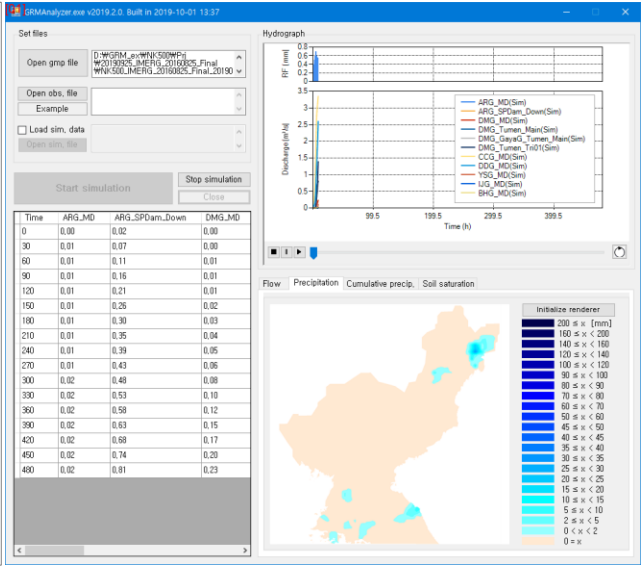 GRMAnalyzer.exe v2019.2.0. Built in 2019-10-01 13:37
Set files
Open gmp file
D:₩GRM_ex₩NK500₩Prj
₩20190925_IMERG_20160825_Final
₩NK500_IMERG_20160825_Final_20190
Open obs, file
Example
Load sim, data
Open sim, file
Start simulation
Stop simulation
Close
Time ARG_MD ARG_SPDam_Down DMG_MD
0 0,00 0,02 0,00
30 0,01 0,07 0,00
60 0,01 0,11 0,01
90 0,01 0,16 0,01
120 0,01 0,21 0,01
150 0,01 0,26 0,02
180 0,01 0,30 0,03
210 0,01 0,35 0,04
240 0,01 0,39 0,05
270 0,01 0,43 0,06
300 0,02 0,48 0,08
330 0,02 0,53 0,10
360 0,02 0,58 0,12
390 0,02 0,63 0,15
420 0,02 0,68 0,17
450 0,02 0,74 0,20
480 0,02 0,81 0,23
Hydrograph
RF [mm]
0.8
0.6
0.4
0.2
0
Discharge[m³/s]
3.5
3
2.5
2
1.5
1
0.5
0
ARG_MD(Sim)
ARG_SPDam_Down(Sim)
DMG_MD(Sim)
DMG_Tumen_Main(Sim)
DMG_GayaG_Tumen_Main(Sim)
DMG_Tumen_Tri01(Sim)
CCG_MD(Sim)
DDG_MD(Sim)
YSG_MD(Sim)
IJG_MD(Sim)
BHG_MD(Sim)
99.5 199.5 299.5 399.5
Time (h)
Flow Precipitation Cumulative precip, Soil saturation
Initialize renderer
200 ≤ x [mm]
160 ≤ x < 200
140 ≤ x < 160
120 ≤ x < 140
100 ≤ x < 120
90 ≤ x < 100
80 ≤ x < 90
70 ≤ x < 80
60 ≤ x < 70
50 ≤ x < 60
45 ≤ x < 50
40 ≤ x < 45
35 ≤ x < 40
30 ≤ x < 35
25 ≤ x < 30
20 ≤ x < 25
15 ≤ x < 20
10 ≤ x < 15
5 ≤ x < 10
2 ≤ x < 5
0 < x < 2
0 = x